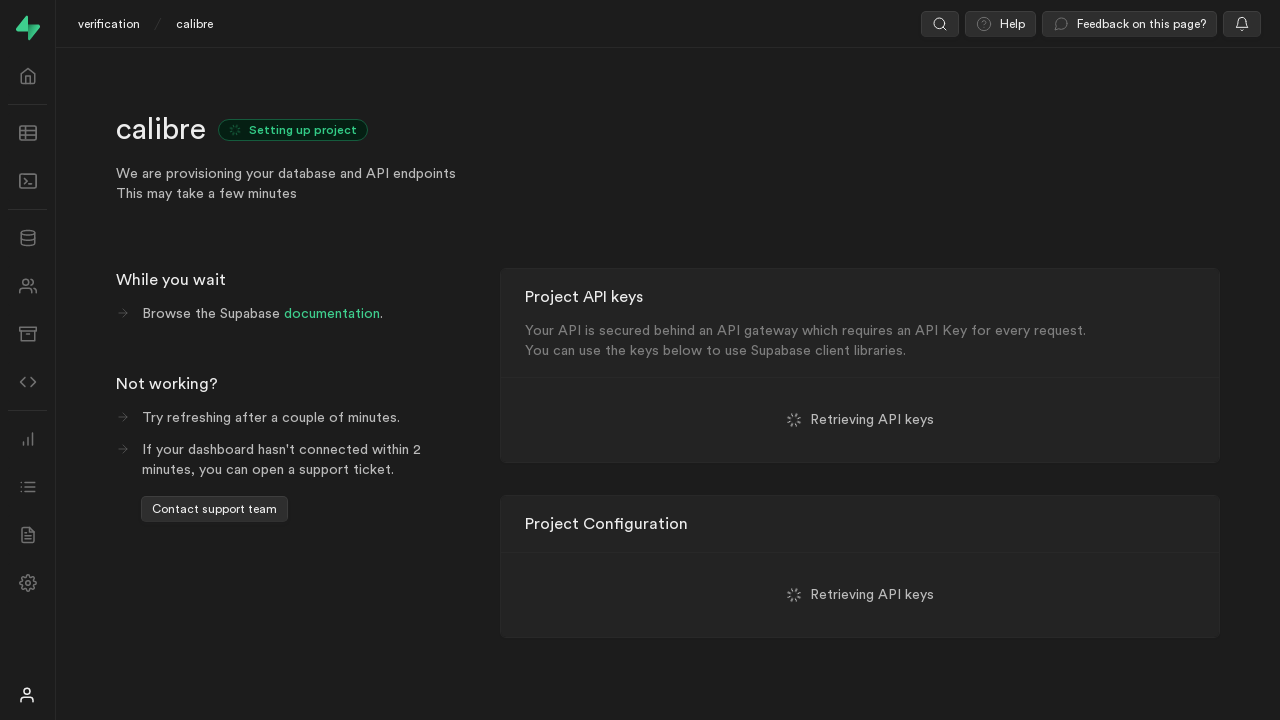 verification / calibre
Help
Feedback on this page?
calibre
Setting up project
We are provisioning your database and API endpoints
This may take a few minutes
While you wait
Browse the Supabase documentation.
Not working?
Try refreshing after a couple of minutes.
If your dashboard hasn't connected within 2
minutes, you can open a support ticket.
Contact support team
Project API keys
Your API is secured behind an API gateway which requires an API Key for every request.
You can use the keys below to use Supabase client libraries.
Retrieving API keys
Project Configuration
Retrieving API keys